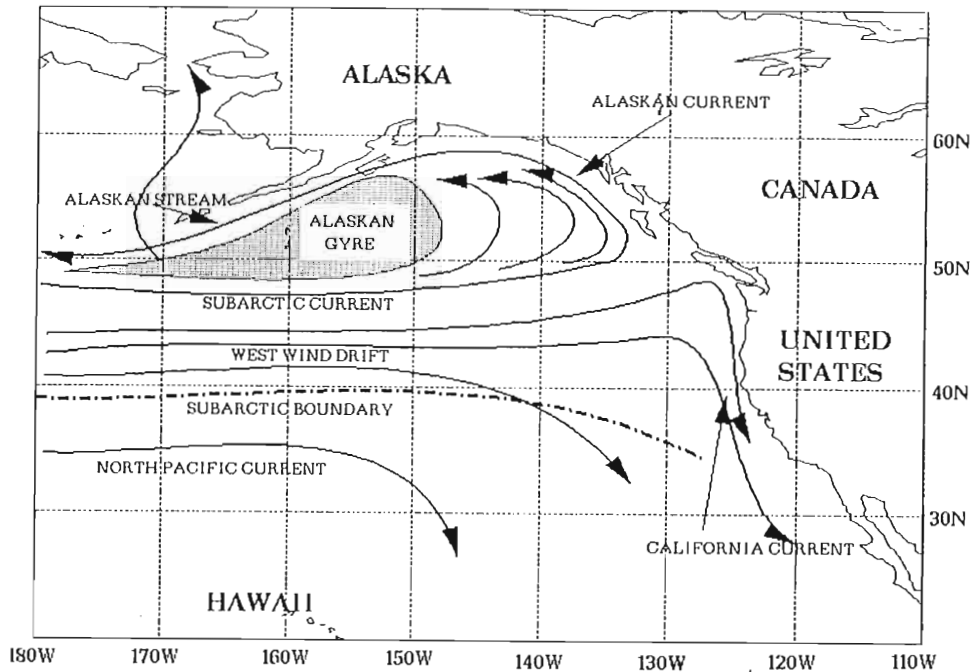 ALASKA
ALASKAN CURRENT
60N
ALASKAN STREAM
CANADA
ALASKAN
GYRE
50N
SUBARCTIC CURRENT
UNITED
STATES
WEST WIND DRIFT
40N
SUBARCTIC BOUNDARY
NORTH PACIFIC CURRENT
30N
CALIFORNIA CURRENT
HAWAII
180W 170W 160W 150W 140W 130W 120W 110W